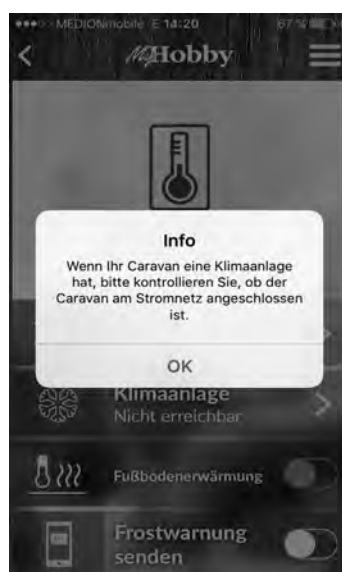 MEDIONmobile E 14:20 67 %
MyHobby
Info
Wenn Ihr Caravan eine Klimaanlage
hat, bitte kontrollieren Sie, ob der
Caravan am Stromnetz angeschlossen
ist.
OK
Klimaanlage
Nicht erreichbar
Fußbodenerwärmung
Frostwarnung
senden